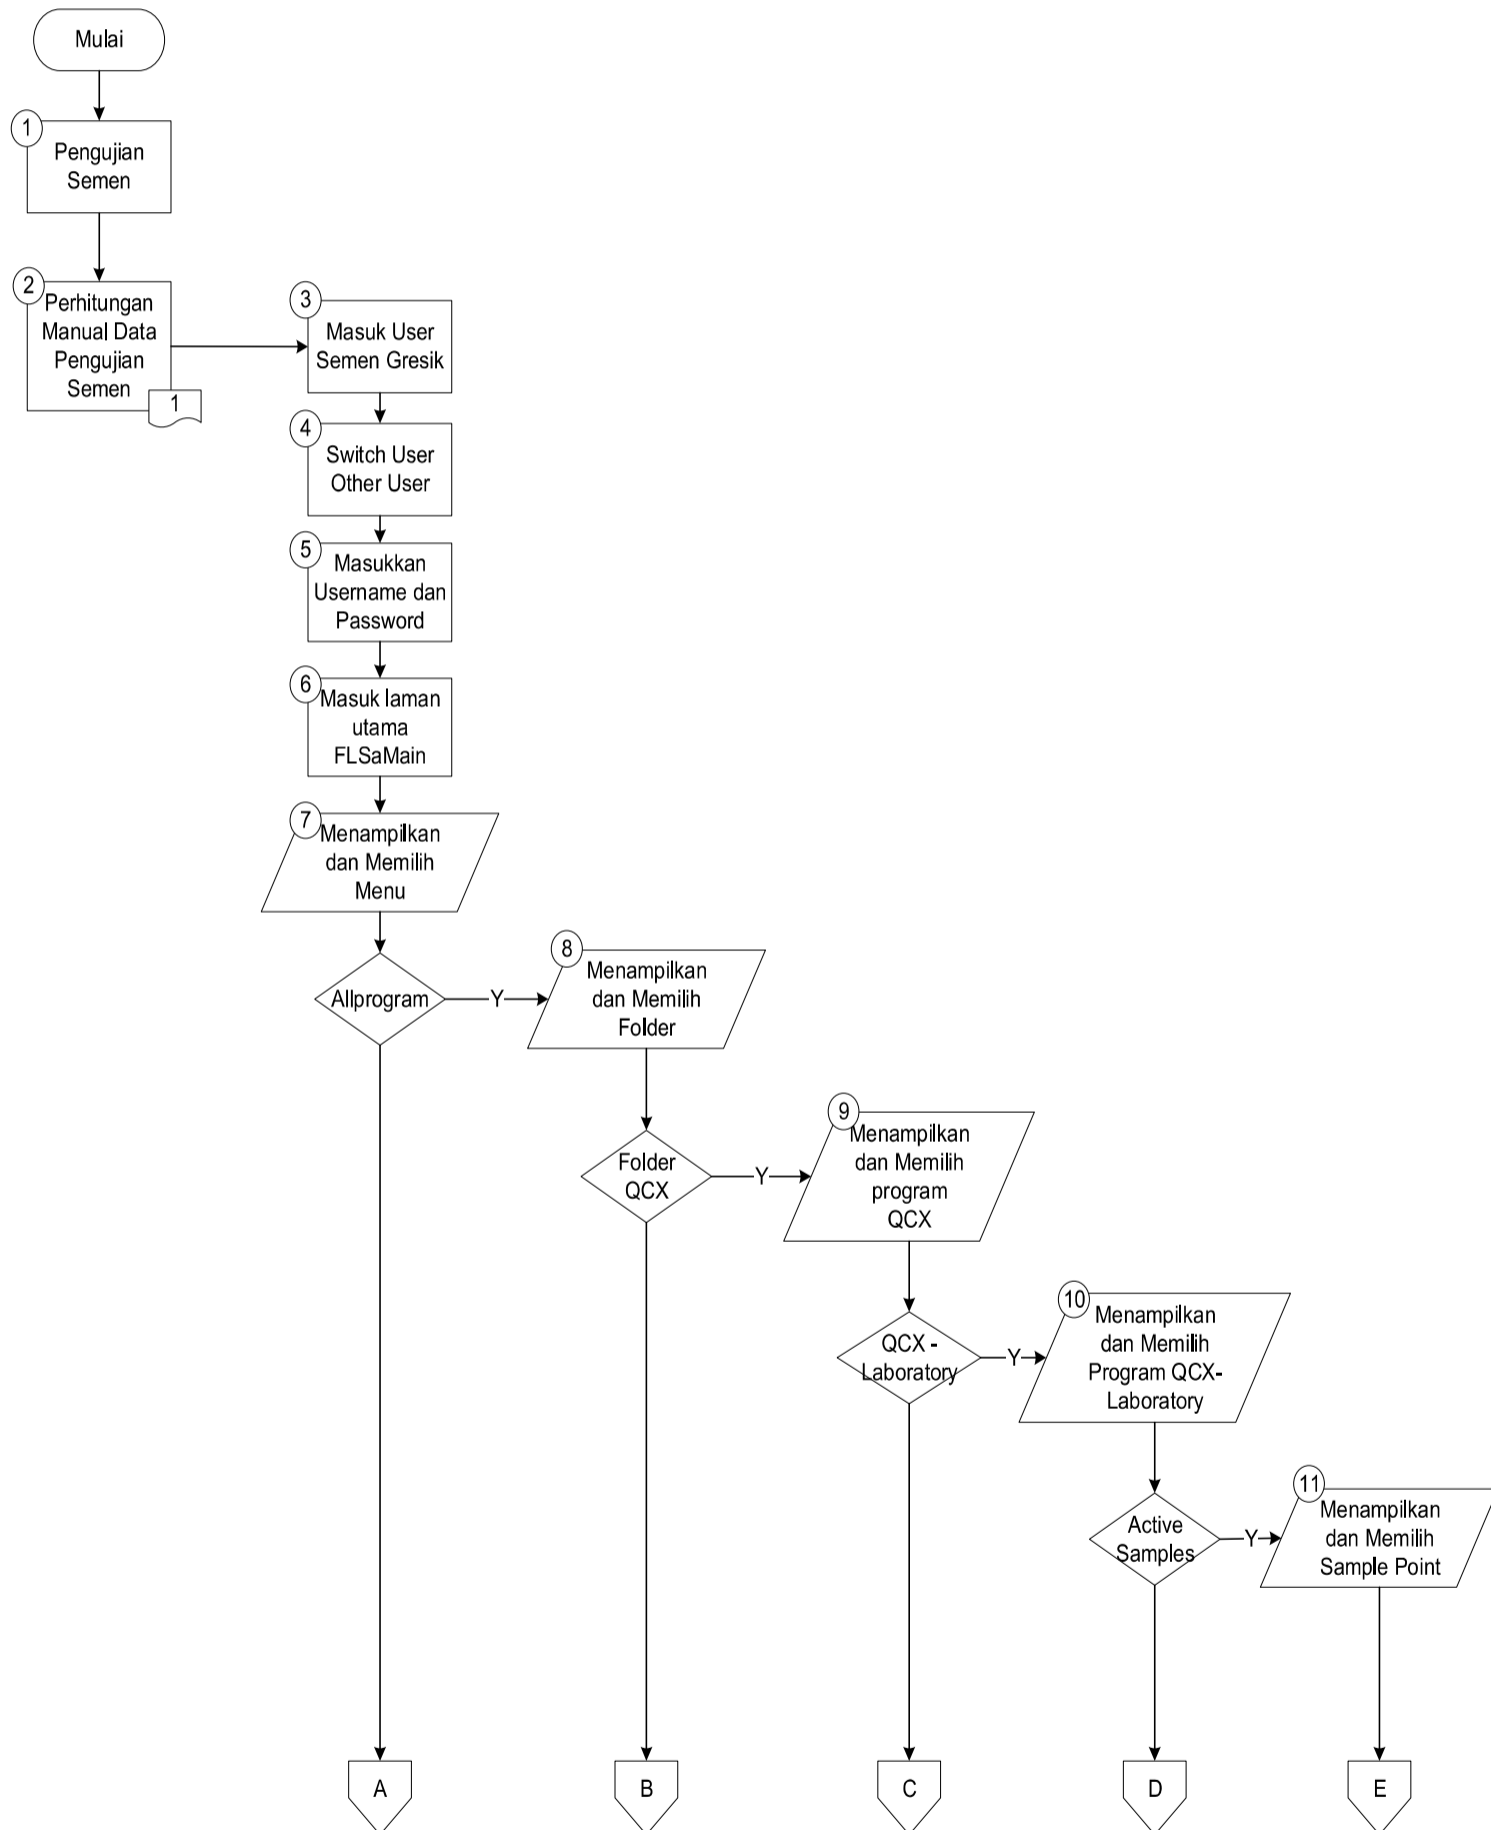 Mulai
1
Pengujian
Semen
2
Perhitungan
Manual Data
Pengujian
Semen
1
3
Masuk User
Semen Gresik
4
Switch User
Other User
5
Masukkan
Username dan
Password
6
Masuk laman
utama
FLSaMain
7
Menampilkan
dan Memilih
Menu
Allprogram
Y
8
Menampilkan
dan Memilih
Folder
Folder
QCX
Y
9
Menampilkan
dan Memilih
program
QCX
QCX -
Laboratory
Y
10
Menampilkan
dan Memilih
Program QCX-
Laboratory
Active
Samples
Y
11
Menampilkan
dan Memilih
Sample Point
A
B
C
D
E